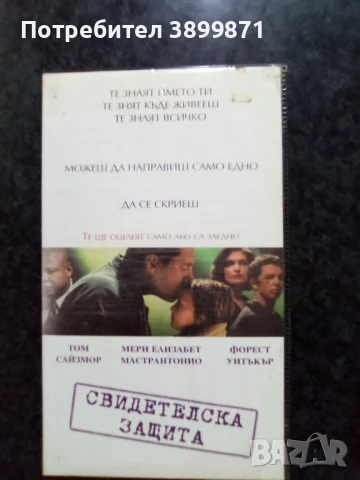 Потребител 3899871
ТЕ ЗНАЯТ ИМЕТО ТИ
ТЕ ЗНЯТ КЪДЕ ЖИВЕЕШ
ТЕ ЗНАЯТ ВСИЧКО
МОЖЕШ ДА НАПРАВИШ САМО ЕДНО
...ДА СЕ СКРИЕШ
ТЕ ЩЕ ОЦЕЛЕЯТ САМО АКО СА ЗАЕДНО
ТОМ САЙЗМОР
МЕРИ ЕЛИЗАБЕТ МАСТРАНТОНИО
ФОРЕСТ УИТЪКЪР
СВИДЕТЕЛСКА
ЗАЩИТА
BAZAR